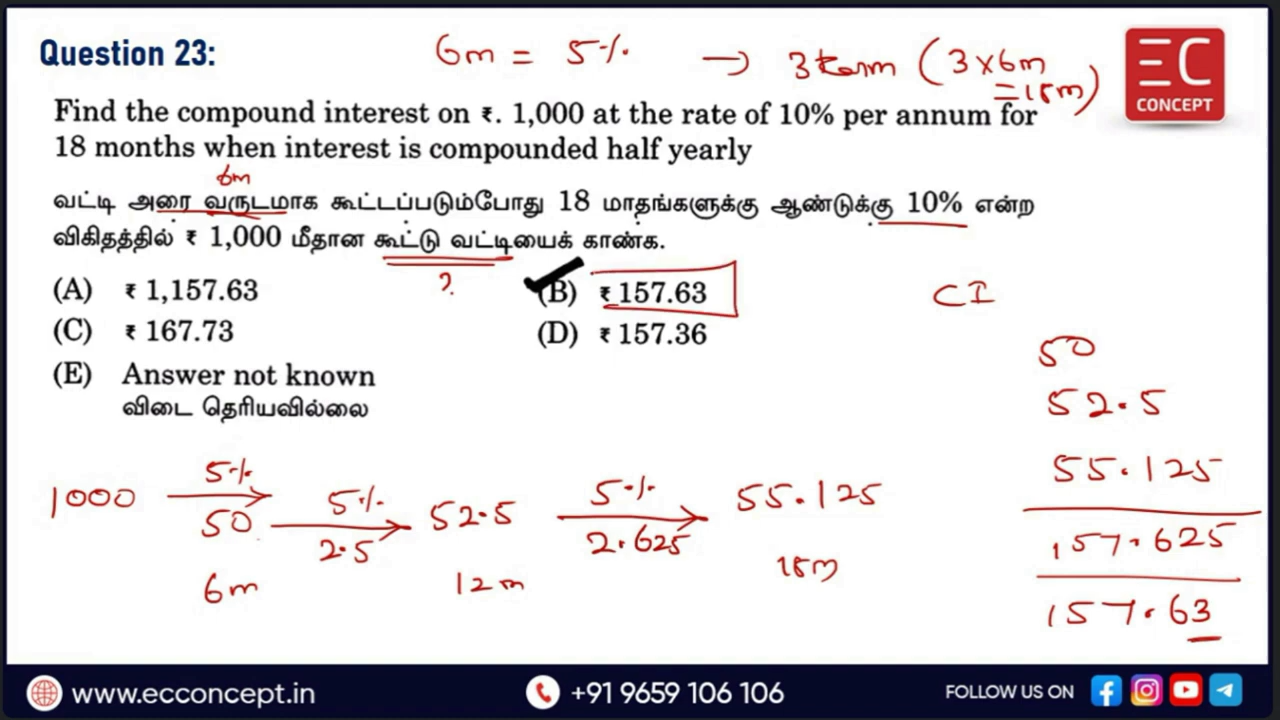 Question 23:
6m = 5% → 3 term (3 x 6m
= 18m)
EC
CONCEPT
Find the compound interest on ₹. 1,000 at the rate of 10% per annum for
18 months when interest is compounded half yearly
6m
வட்டி அரை வருடமாக கூட்டப்படும்போது 18 மாதங்களுக்கு ஆண்டுக்கு 10% என்ற
விகிதத்தில் ₹ 1,000 மீதான கூட்டு வட்டியைக் காண்க.
?
(A) ₹ 1,157.63 (B) ₹ 157.63
(C) ₹ 167.73 (D) ₹ 157.36
(E) Answer not known
விடை தெரியவில்லை
CI
50
52.5
55.125
157.625
157.63
1000 5% 50 5% 2.5 52.5 5% 2.625 55.125
6m 12m 18m
www.ecconcept.in +91 9659 106 106 FOLLOW US ON